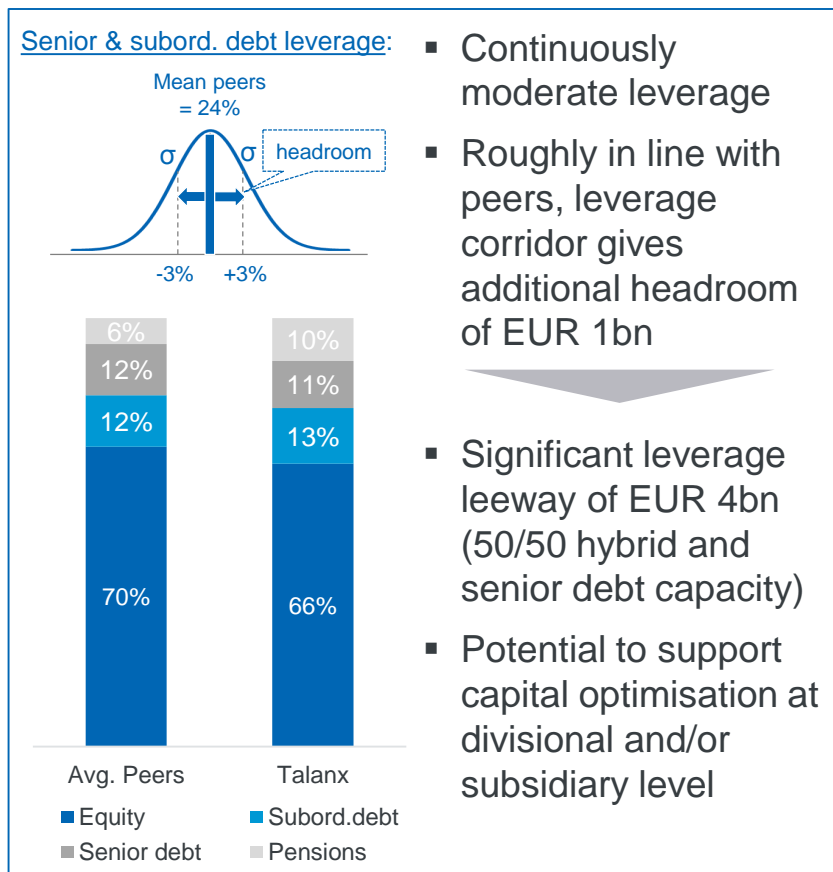 Senior & subord. debt leverage:
Mean peers
= 24%
σ
σ
headroom
-3%
+3%
6%
12%
12%
70%
10%
11%
13%
66%
Avg. Peers
Talanx
■ Equity
■ Subord.debt
■ Senior debt
■ Pensions
▪ Continuously
moderate leverage
▪ Roughly in line with
peers, leverage
corridor gives
additional headroom
of EUR 1bn
▪ Significant leverage
leeway of EUR 4bn
(50/50 hybrid and
senior debt capacity)
▪ Potential to support
capital optimisation at
divisional and/or
subsidiary level